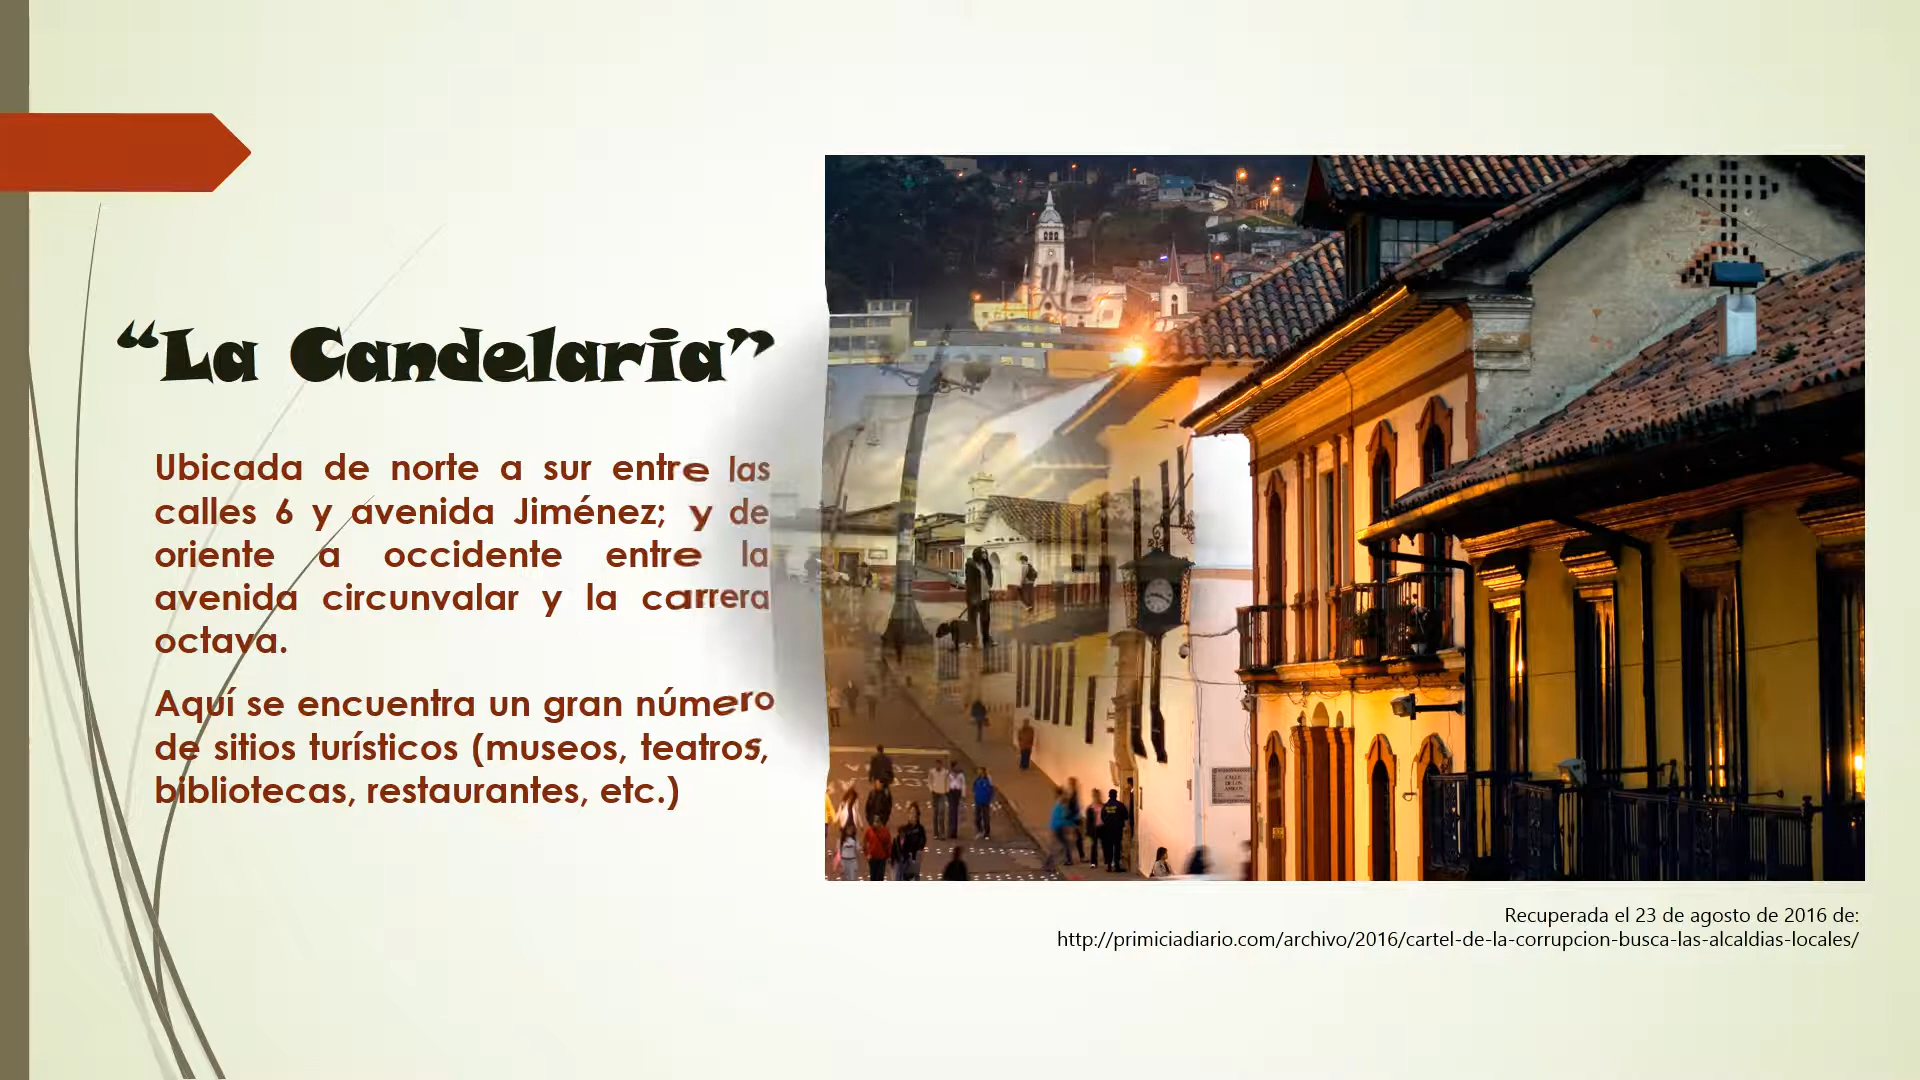 “La Candelaria”
Ubicada de norte a sur entre las
calles 6 y avenida Jiménez; y de
oriente a occidente entre la
avenida circunvalar y la carrera
octava.
Aquí se encuentra un gran número
de sitios turísticos (museos, teatros,
bibliotecas, restaurantes, etc.)
CALLE
DE LOS
Recuperada el 23 de agosto de 2016 de:
http://primiciadiario.com/archivo/2016/cartel-de-la-corrupcion-busca-las-alcaldias-locales/